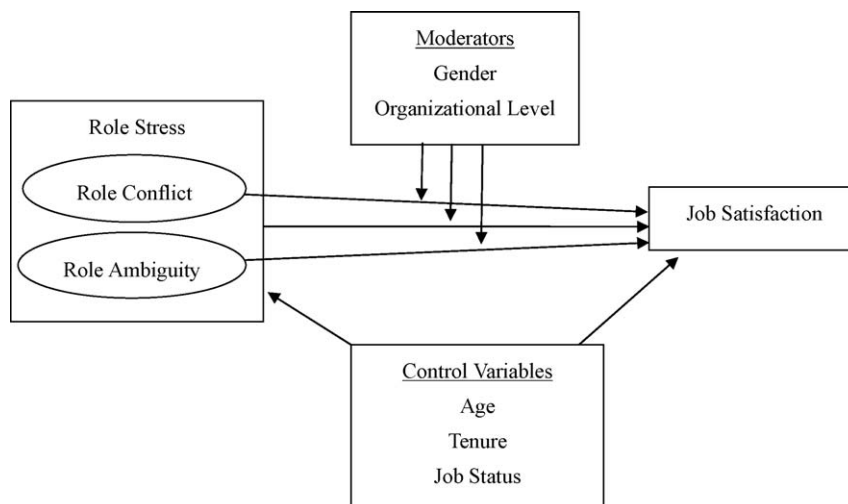 Moderators
Gender
Organizational Level
Role Stress
Role Conflict
Role Ambiguity
Job Satisfaction
Control Variables
Age
Tenure
Job Status